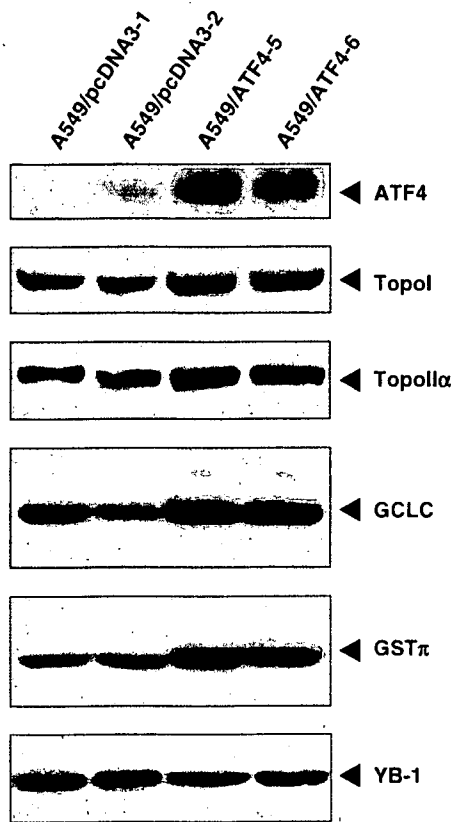 A549/pcDNA3-1
A549/pcDNA3-2
A549/ATF4-5
A549/ATF4-6
ATF4
TopoI
TopoIIα
GCLC
GSTπ
YB-1